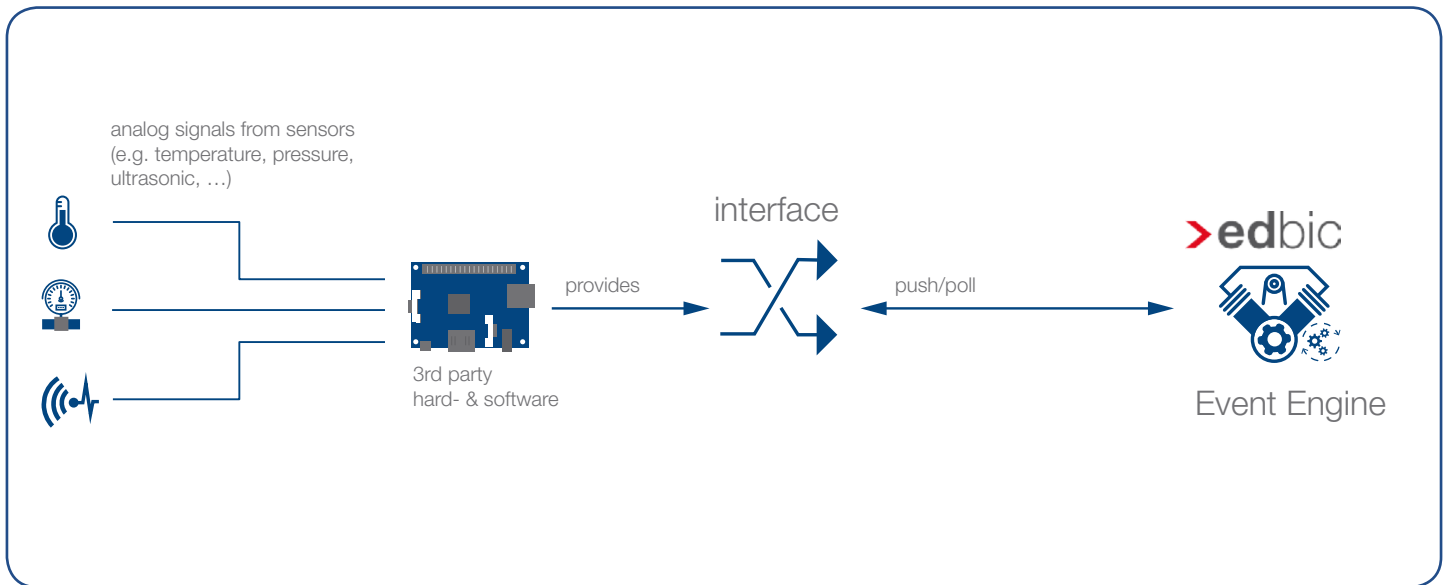 analog signals from sensors
(e.g. temperature, pressure,
ultrasonic, …)
interface
edbic
provides
push/poll
3rd party
hard- & software
Event Engine